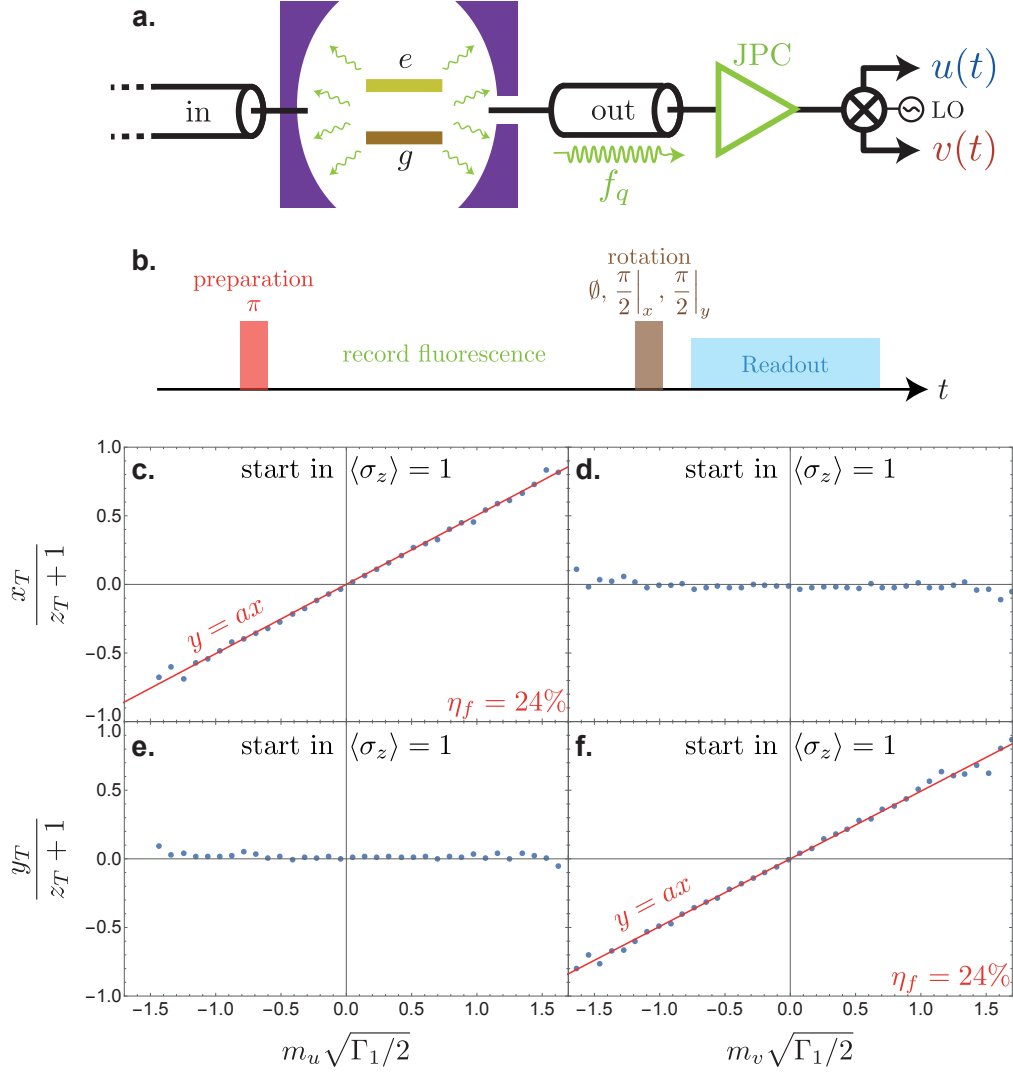 a.
in
e
g
out
JPC
u(t)
LO
v(t)
f_q
b.
preparation
π
record fluorescence
rotation
∅, π/2|_x, π/2|_y
Readout
t
c.
start in ⟨σ_z⟩ = 1
d.
start in ⟨σ_z⟩ = 1
1.0
0.5
0.0
−0.5
−1.0
x_T / z_T + 1
y = ax
η_f = 24%
e.
start in ⟨σ_z⟩ = 1
f.
start in ⟨σ_z⟩ = 1
1.0
0.5
0.0
−0.5
−1.0
y_T / z_T + 1
y = ax
η_f = 24%
−1.5 −1.0 −0.5 0.0 0.5 1.0 1.5
−1.5 −1.0 −0.5 0.0 0.5 1.0 1.5
m_u√Γ_1/2
m_v√Γ_1/2